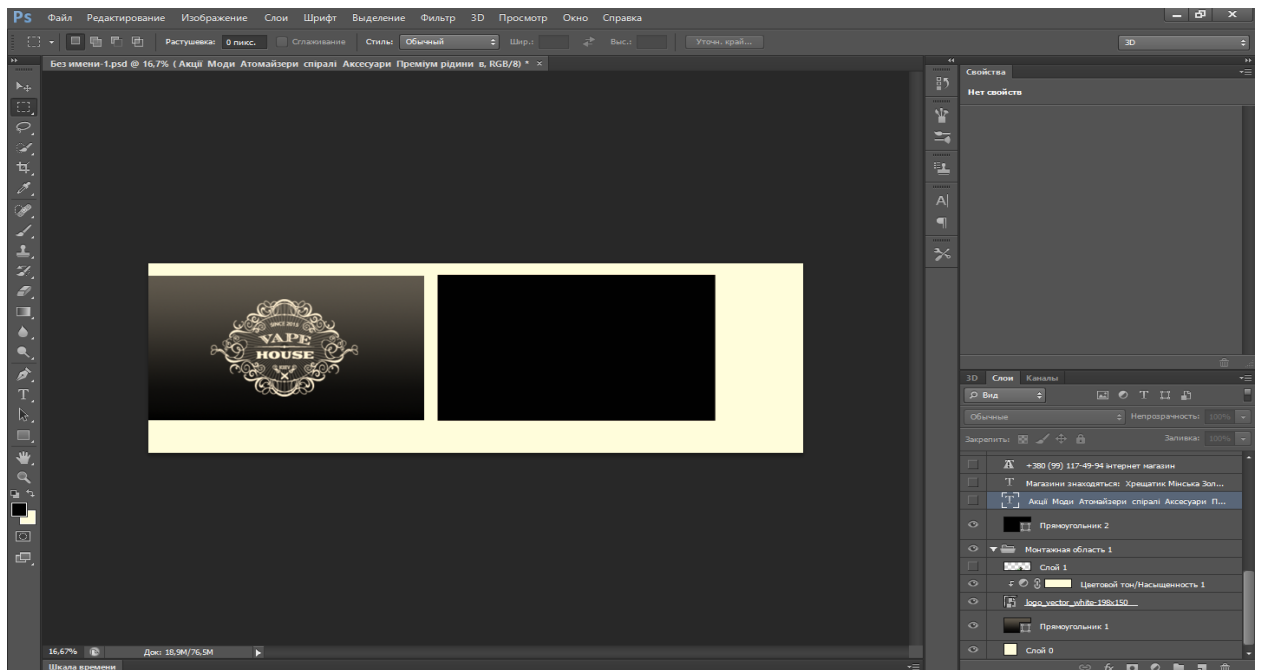 Ps Файл Редактирование Изображение Слои Шрифт Выделение Фильтр 3D Просмотр Окно Справка
Растушевка: 0 пикс. Сглаживание Стиль: Обычный Шир.: Выс.: Уточн. край... 3D
Без имени-1.psd @ 16,7% ( Акції Моди Атомайзери спіралі Аксесуари Преміум рідини в, RGB/8) * ×
Свойства
Нет свойств
SINCE 2013
VAPE
HOUSE
KIEV
3D Слои Каналы
Вид
Обычные Непрозрачность: 100%
Закрепить: Заливка: 100%
+380 (99) 117-49-94 інтернет магазин
Магазини знаходяться: Хрещатик Мінська Зол...
Акції Моди Атомайзери спіралі Аксесуари П...
Прямоугольник 2
Монтажная область 1
Слой 1
Цветовой тон/Насыщенность 1
logo_vector_white-198x150
Прямоугольник 1
Слой 0
16,67% Док: 18,9M/76,5M
Шкала времени